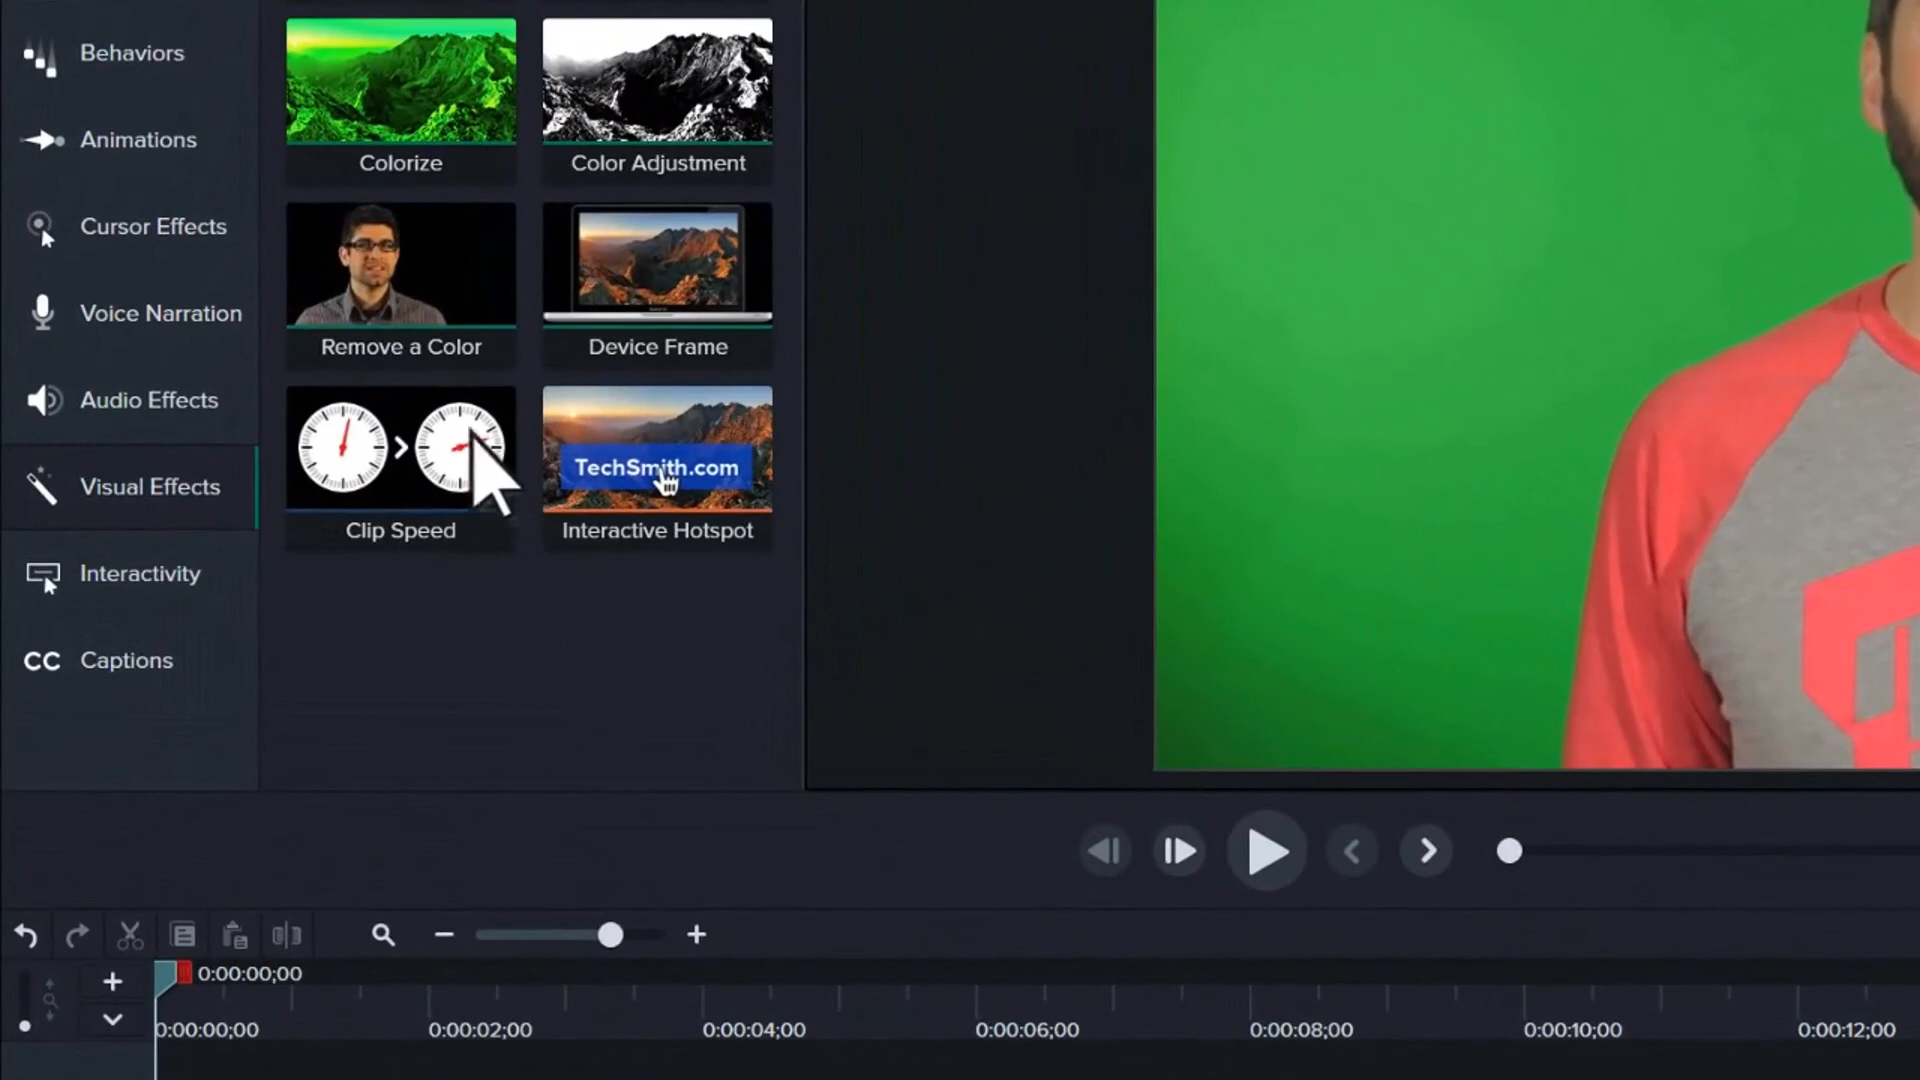 Behaviors
Animations
Cursor Effects
Voice Narration
Audio Effects
Visual Effects
Interactivity
CC Captions
Colorize
Color Adjustment
Remove a Color
Device Frame
Clip Speed
TechSmith.com
Interactive Hotspot
0:00:00;00
0:00:00;00 0:00:02;00 0:00:04;00 0:00:06;00 0:00:08;00 0:00:10;00 0:00:12;00